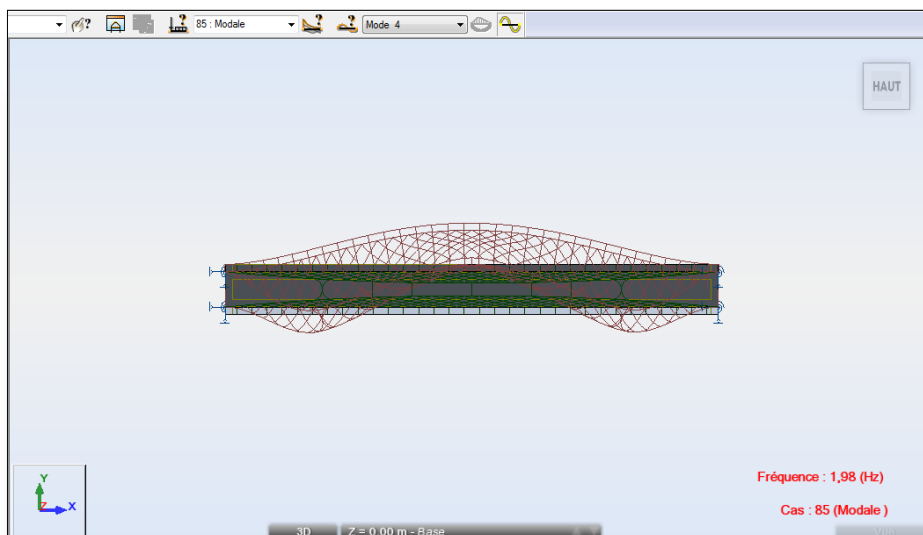 85 : Modale
Mode 4
HAUT
Y
Z
X
Fréquence : 1,98 (Hz)
Cas : 85 (Modale )
3D
Z = 0.00 m - Base